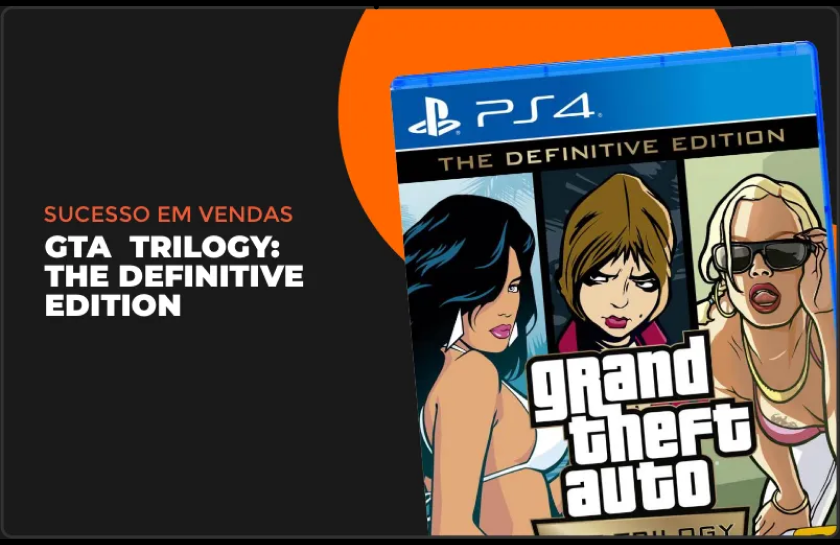 SUCESSO EM VENDAS
GTA TRILOGY:
THE DEFINITIVE
EDITION
PS4
THE DEFINITIVE EDITION
grand
theft
auto
TRILOGY